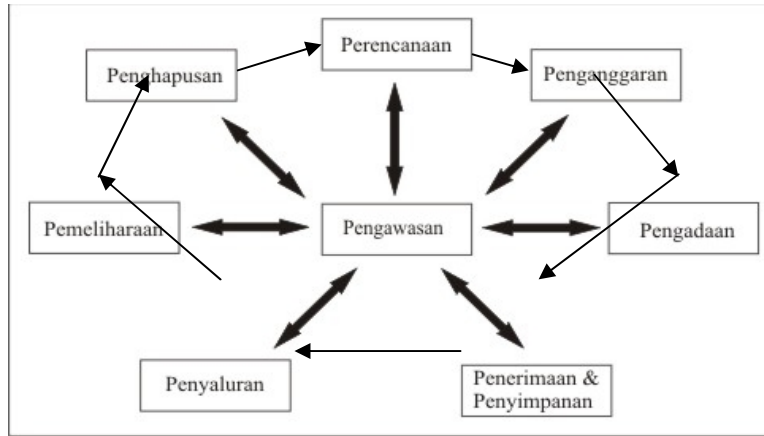 Perencanaan
Penghapusan
Penganggaran
Pemeliharaan
Pengawasan
Pengadaan
Penyaluran
Penerimaan &
Penyimpanan